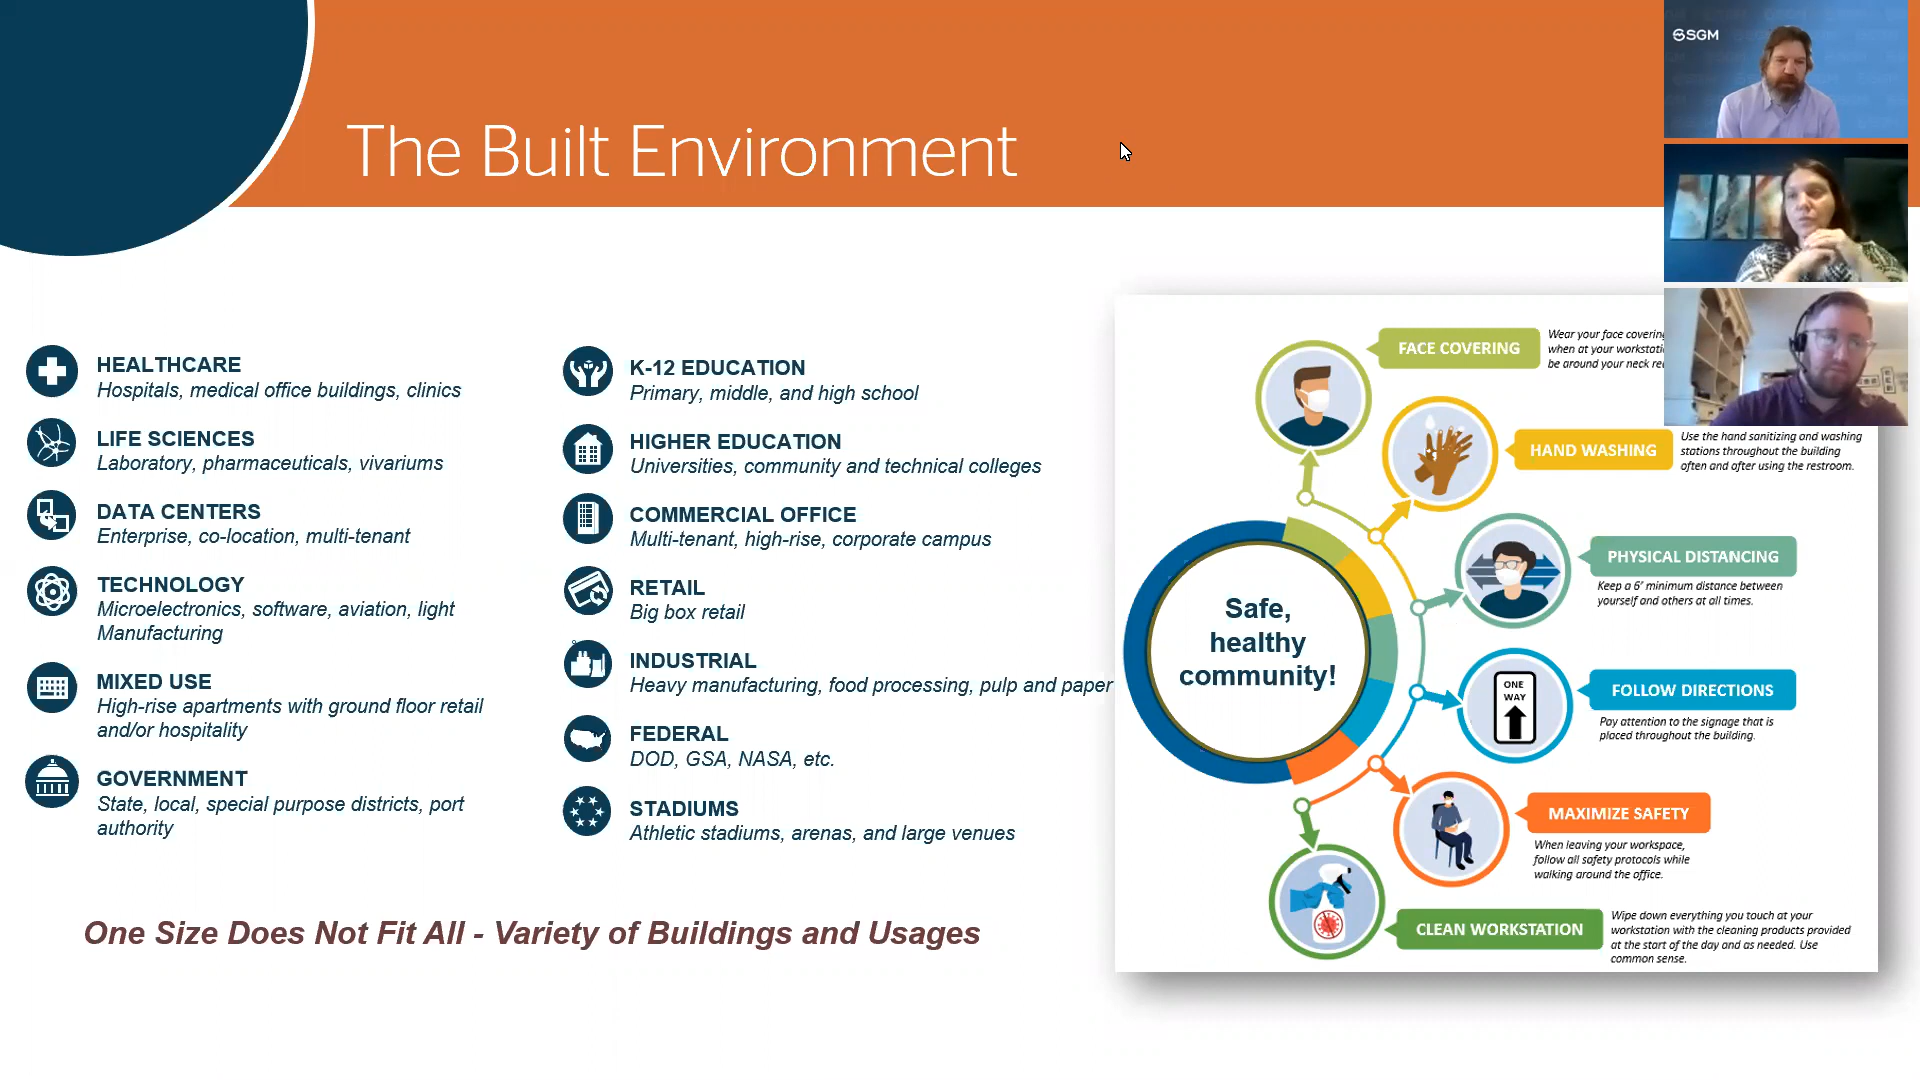 SGM
The Built Environment
HEALTHCARE
Hospitals, medical office buildings, clinics
LIFE SCIENCES
Laboratory, pharmaceuticals, vivariums
DATA CENTERS
Enterprise, co-location, multi-tenant
TECHNOLOGY
Microelectronics, software, aviation, light
Manufacturing
MIXED USE
High-rise apartments with ground floor retail
and/or hospitality
GOVERNMENT
State, local, special purpose districts, port
authority
K-12 EDUCATION
Primary, middle, and high school
HIGHER EDUCATION
Universities, community and technical colleges
COMMERCIAL OFFICE
Multi-tenant, high-rise, corporate campus
RETAIL
Big box retail
INDUSTRIAL
Heavy manufacturing, food processing, pulp and paper
FEDERAL
DOD, GSA, NASA, etc.
STADIUMS
Athletic stadiums, arenas, and large venues
One Size Does Not Fit All - Variety of Buildings and Usages
Safe,
healthy
community!
FACE COVERING
Wear your face covering
when at your
be around your neck
HAND WASHING
Use the hand sanitizing and washing
stations throughout the building
often and after using the restroom.
PHYSICAL DISTANCING
Keep a 6' minimum distance between
yourself and others at all times.
ONE
WAY
FOLLOW DIRECTIONS
Pay attention to the signage that is
placed throughout the building.
MAXIMIZE SAFETY
When leaving your workspace,
follow all safety protocols while
walking around the office.
CLEAN WORKSTATION
Wipe down everything you touch at your
workstation with the cleaning products provided
at the start of the day and as needed. Use
common sense.